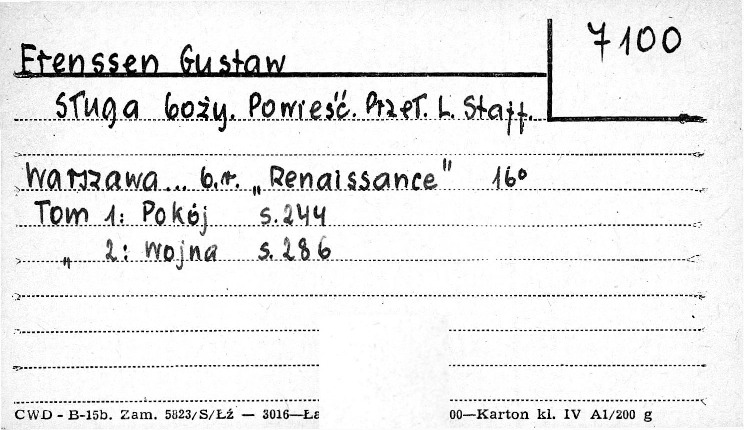 7100
Frenssen Gustaw
Sługa boży. Powieść. Przeł. L. Staff.
Warszawa... b.r. „Renaissance" 16°
Tom 1: Pokój s. 244
„ 2: Wojna s. 286
CWD - B-15b. Zam. 5823/S/Łź — 3016—Ła 00—Karton kl. IV A1/200 g